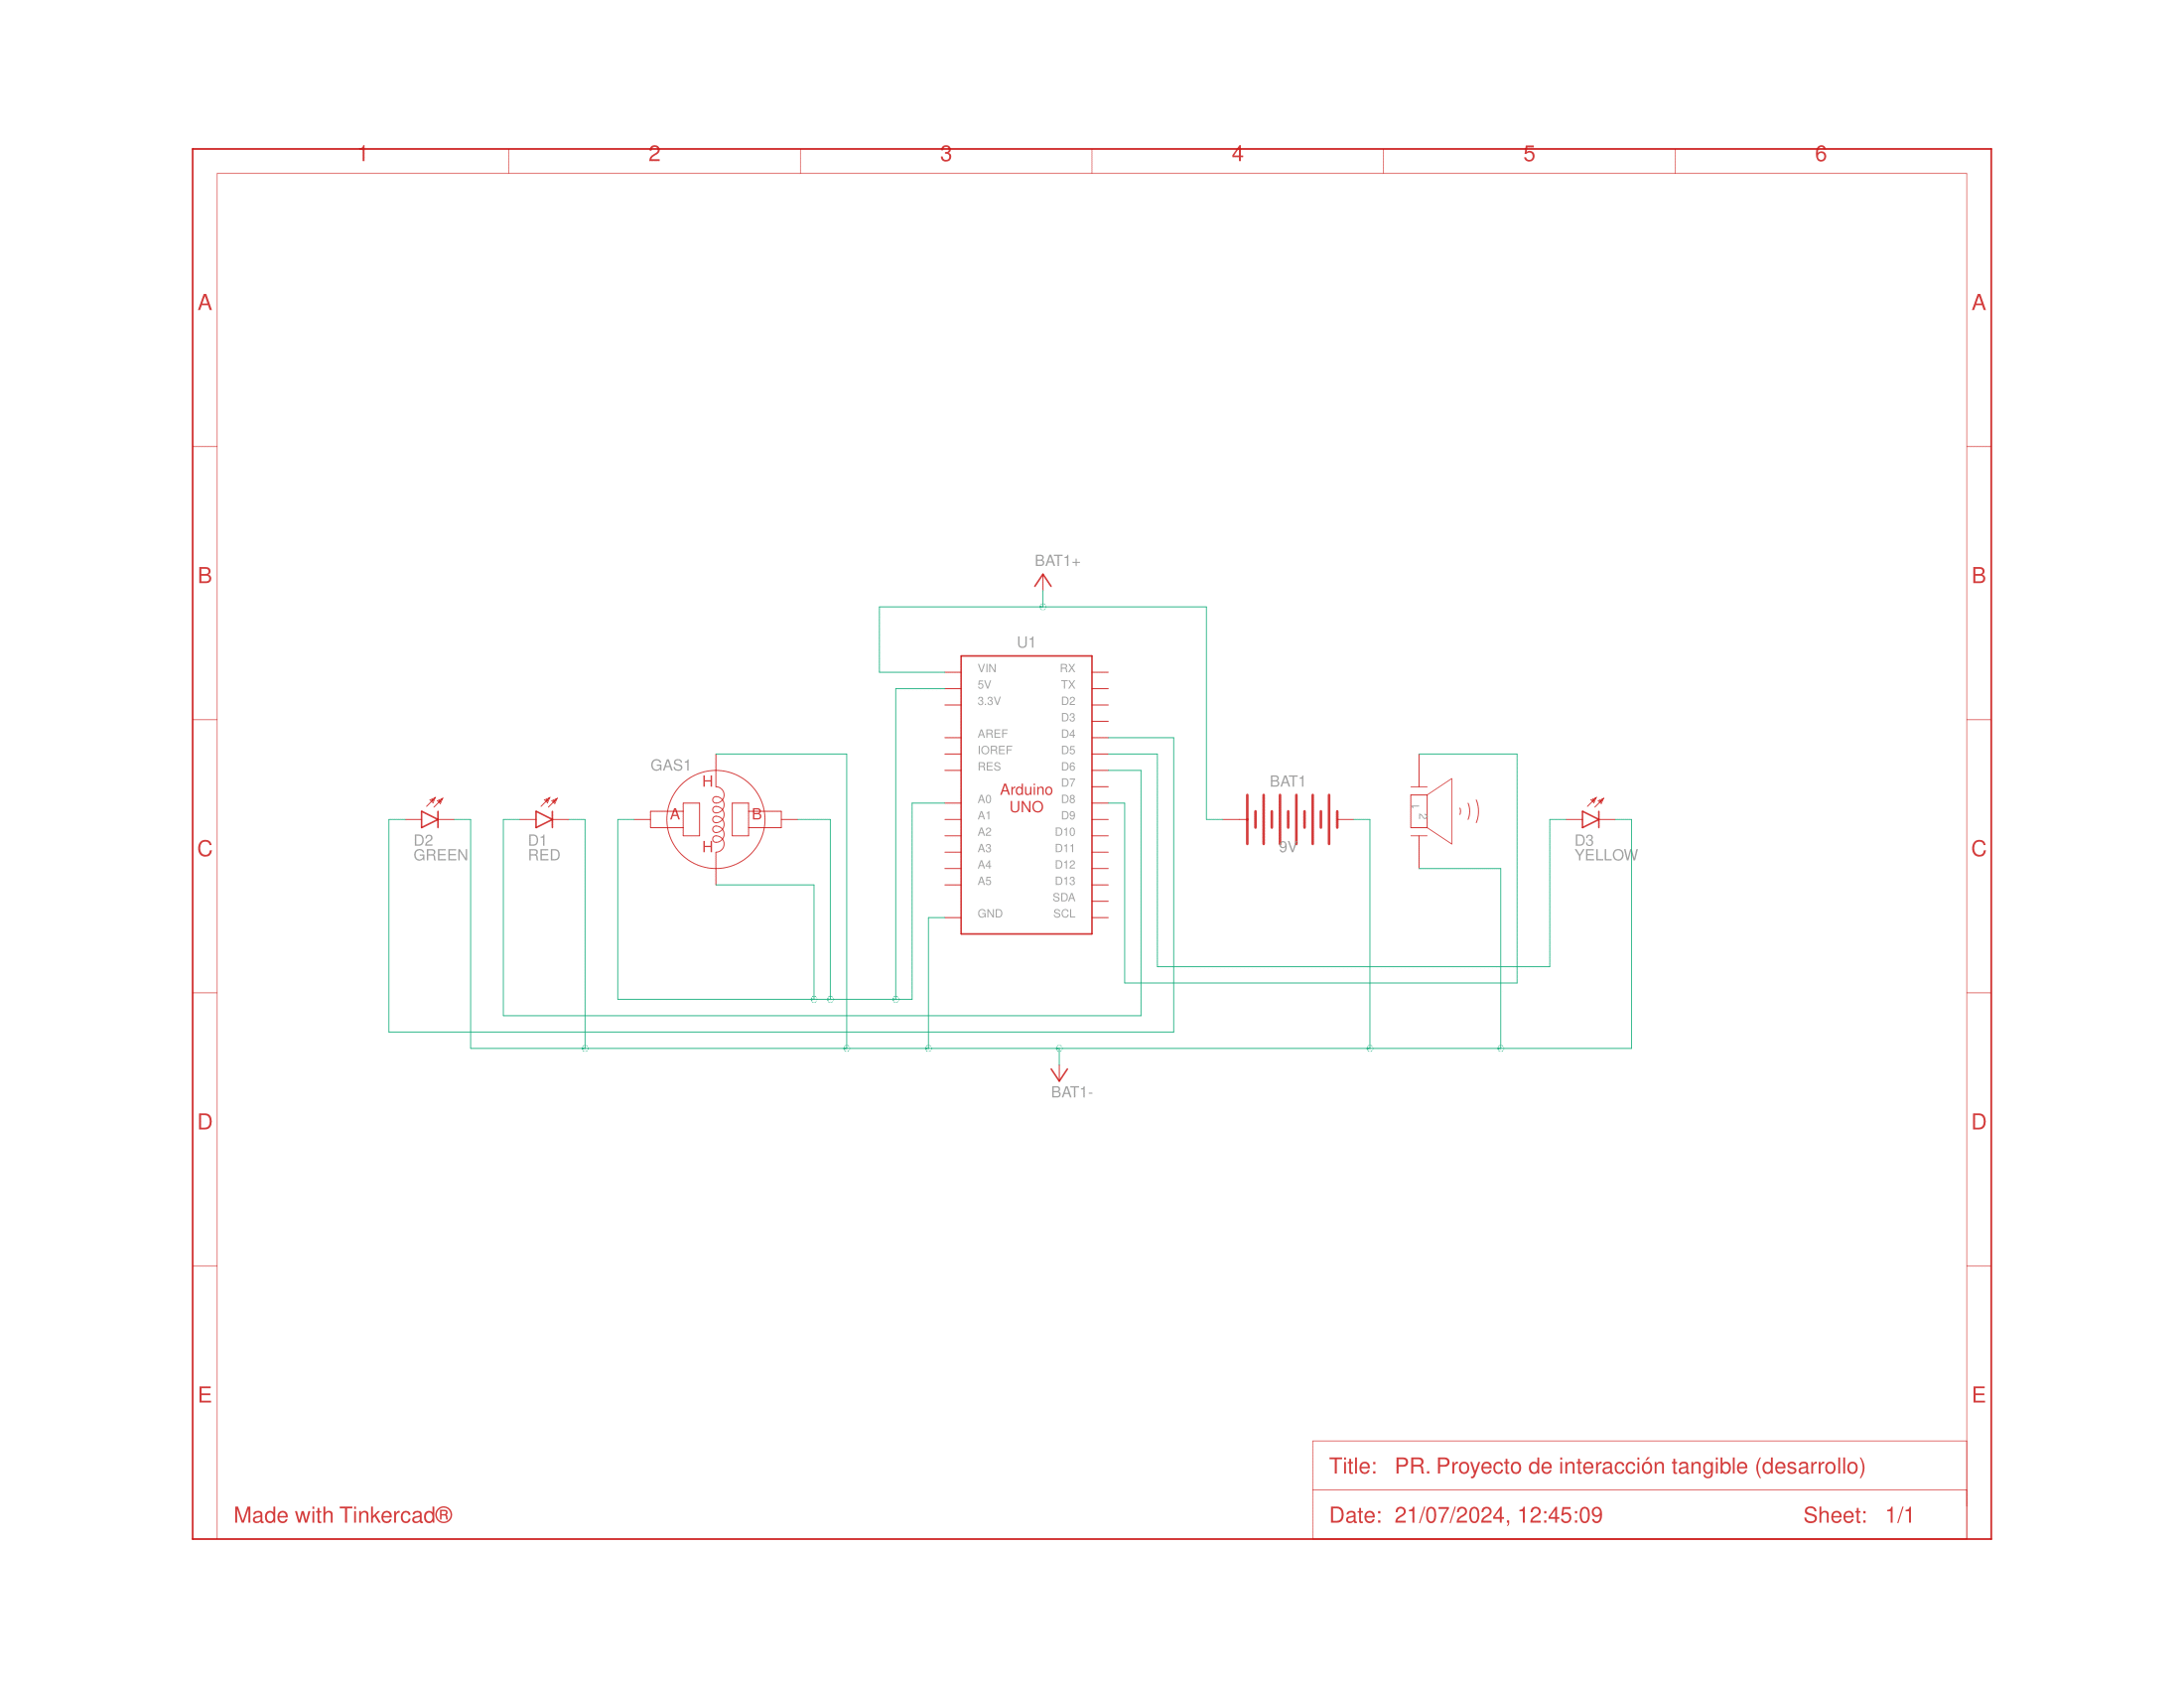 1 2 3 4 5 6
A A
BAT1+
B B
U1
VIN RX
5V TX
3.3V D2
D3
AREF D4
IOREF D5
RES D6
D7
A0 D8
A1 D9
A2 D10
A3 D11
A4 D12
A5 D13
SDA
GND SCL
Arduino
UNO
GAS1
H
A B
H
BAT1
9V
1
2
D2
GREEN
D1
RED
D3
YELLOW
C C
BAT1-
D D
E E
Title: PR. Proyecto de interacción tangible (desarrollo)
Made with Tinkercad®
Date: 21/07/2024, 12:45:09 Sheet: 1/1